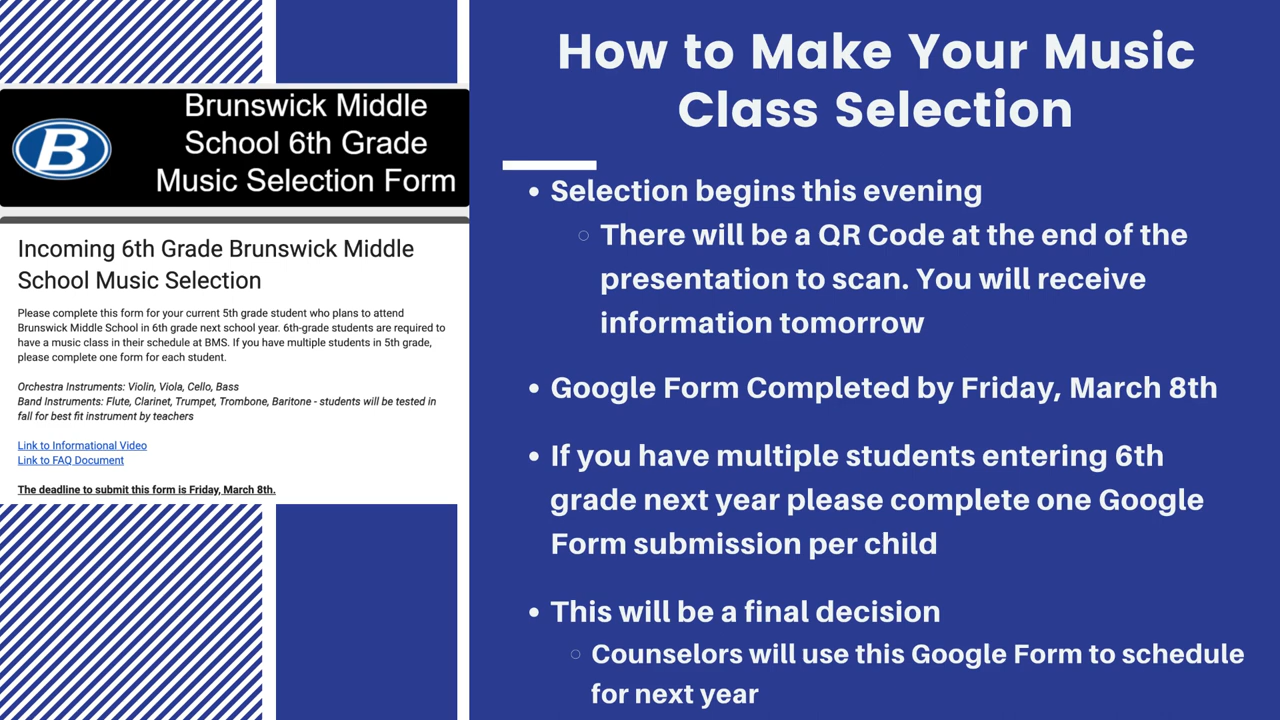 Brunswick Middle
School 6th Grade
Music Selection Form
B
Incoming 6th Grade Brunswick Middle
School Music Selection
Please complete this form for your current 5th grade student who plans to attend
Brunswick Middle School in 6th grade next school year. 6th-grade students are required to
have a music class in their schedule at BMS. If you have multiple students in 5th grade,
please complete one form for each student.
Orchestra Instruments: Violin, Viola, Cello, Bass
Band Instruments: Flute, Clarinet, Trumpet, Trombone, Baritone - students will be tested in
fall for best fit instrument by teachers
Link to Informational Video
Link to FAQ Document
The deadline to submit this form is Friday, March 8th.
How to Make Your Music
Class Selection
Selection begins this evening
There will be a QR Code at the end of the
presentation to scan. You will receive
information tomorrow
Google Form Completed by Friday, March 8th
If you have multiple students entering 6th
grade next year please complete one Google
Form submission per child
This will be a final decision
Counselors will use this Google Form to schedule
for next year